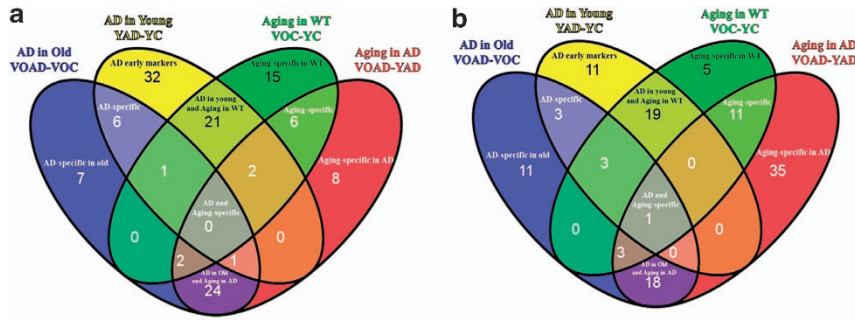 a
AD in Young
YAD-YC
Aging in WT
VOC-YC
AD in Old
VOAD-VOC
Aging in AD
VOAD-YAD
AD early markers
32
Aging-specific in WT
15
AD-specific
6
AD in young
and Aging in WT
21
Aging-specific
6
AD-specific in old
7
1
2
Aging-specific in AD
8
AD and
Aging-specific
0
0
0
2
1
AD in Old
and Aging in AD
24
b
AD in Young
YAD-YC
Aging in WT
VOC-YC
AD in Old
VOAD-VOC
Aging in AD
VOAD-YAD
AD early markers
11
Aging-specific in WT
5
AD-specific
3
AD in young
and Aging in WT
19
Aging-specific
11
AD-specific in old
11
3
0
Aging-specific in AD
35
AD and
Aging-specific
1
0
0
3
0
AD in Old
and Aging in AD
18